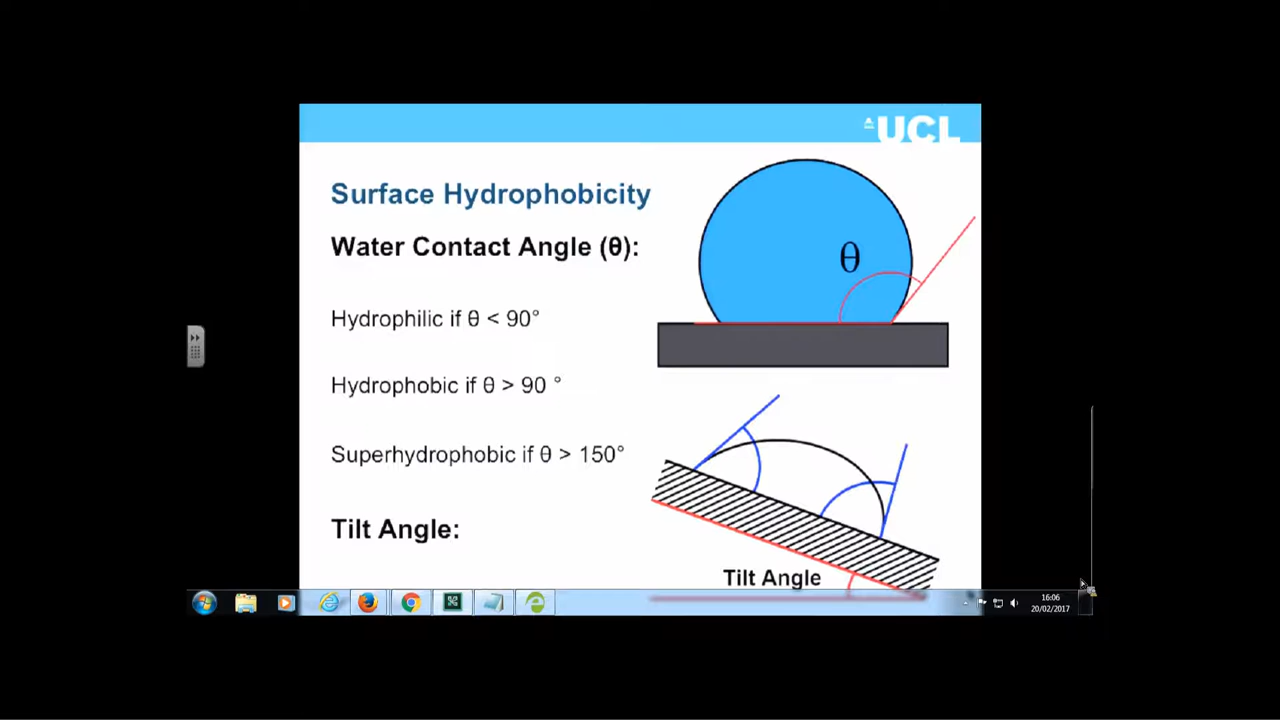 UCL
Surface Hydrophobicity
Water Contact Angle (θ):
θ
Hydrophilic if θ < 90°
Hydrophobic if θ > 90 °
Superhydrophobic if θ > 150°
Tilt Angle:
Tilt Angle
16:06
20/02/2017